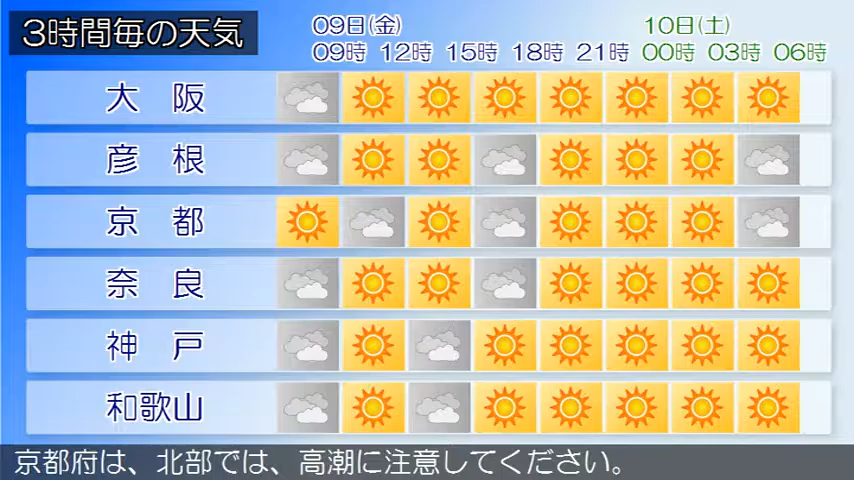 3時間毎の天気
09日(金) 10日(土)
09時 12時 15時 18時 21時 00時 03時 06時
大 阪
彦 根
京 都
奈 良
神 戸
和歌山
京都府は、北部では、高潮に注意してください。